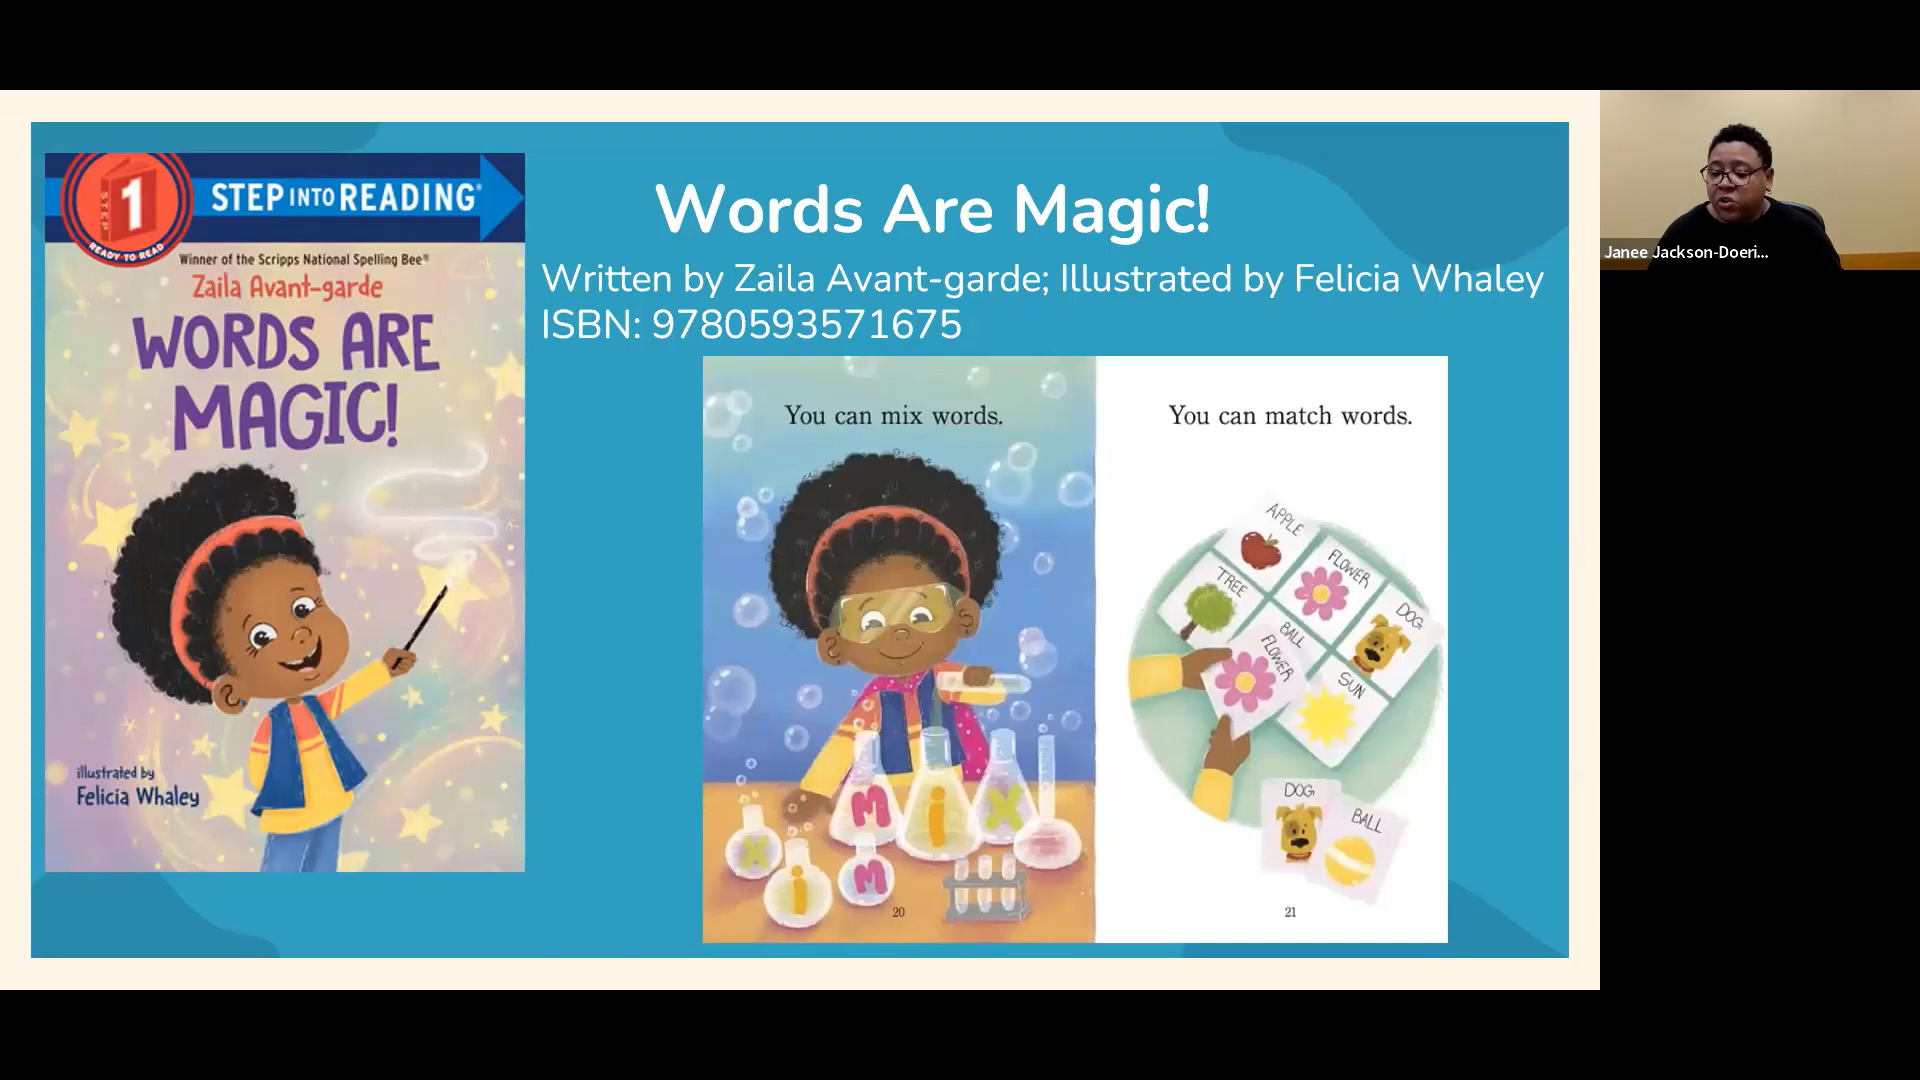 Words Are Magic!
Written by Zaila Avant-garde; Illustrated by Felicia Whaley
ISBN: 9780593571675
STEP
1
READY TO READ
STEP INTO READING®
Winner of the Scripps National Spelling Bee®
Zaila Avant-garde
WORDS ARE
MAGIC!
illustrated by
Felicia Whaley
You can mix words.
M i X
X i M
20
You can match words.
APPLE
FLOWER
TREE
DOG
BALL
FLOWER
SUN
DOG
BALL
21
Janee Jackson-Doeri...